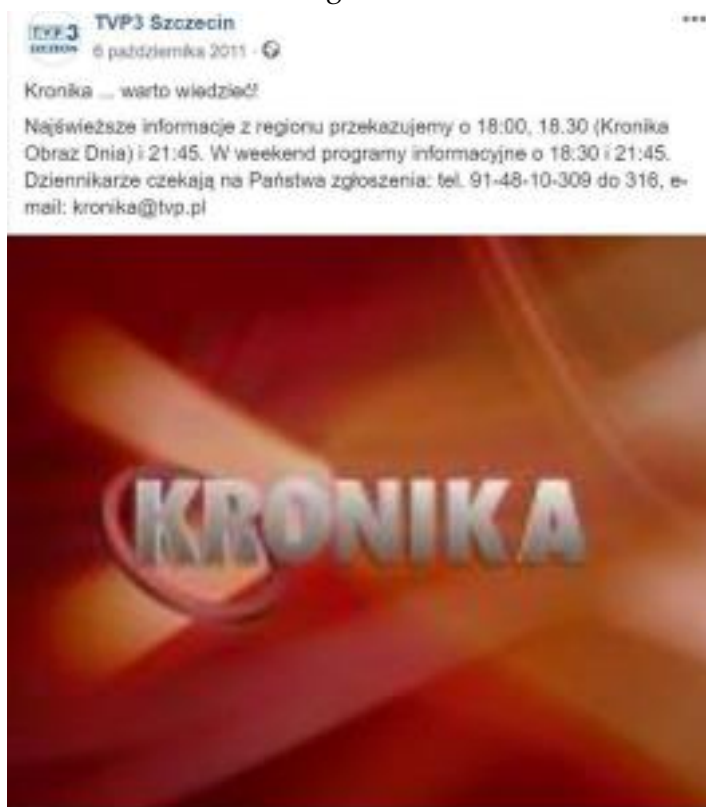 TVP3
SZCZECIN
TVP3 Szczecin
6 października 2011
Kronika ... warto wiedzieć!
Najświeższe informacje z regionu przekazujemy o 18:00, 18.30 (Kronika
Obraz Dnia) i 21:45. W weekend programy informacyjne o 18:30 i 21:45.
Dziennikarze czekają na Państwa zgłoszenia: tel. 91-48-10-309 do 316, e-
mail: kronika@tvp.pl
KRONIKA